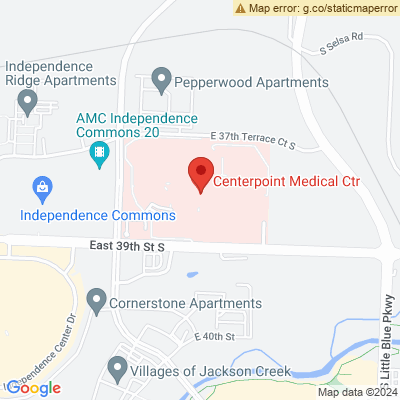 Map error: g.co/staticmaperror
S Selsa Rd
Independence
Ridge Apartments
Pepperwood Apartments
AMC Independence
Commons 20
E 37th Terrace Ct S
Centerpoint Medical Ctr
Independence Commons
East 39th St S
Cornerstone Apartments
S Little Blue Pkwy
Independence Center Dr
E 40th St
Villages of Jackson Creek
Google
Map data ©2024